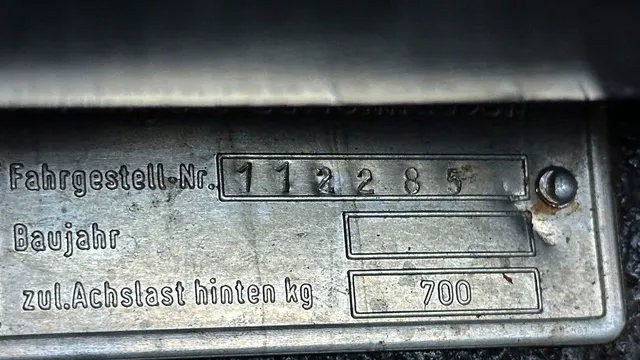 Fahrgestell-Nr. 112285
Baujahr
zul.Achslast hinten kg 700